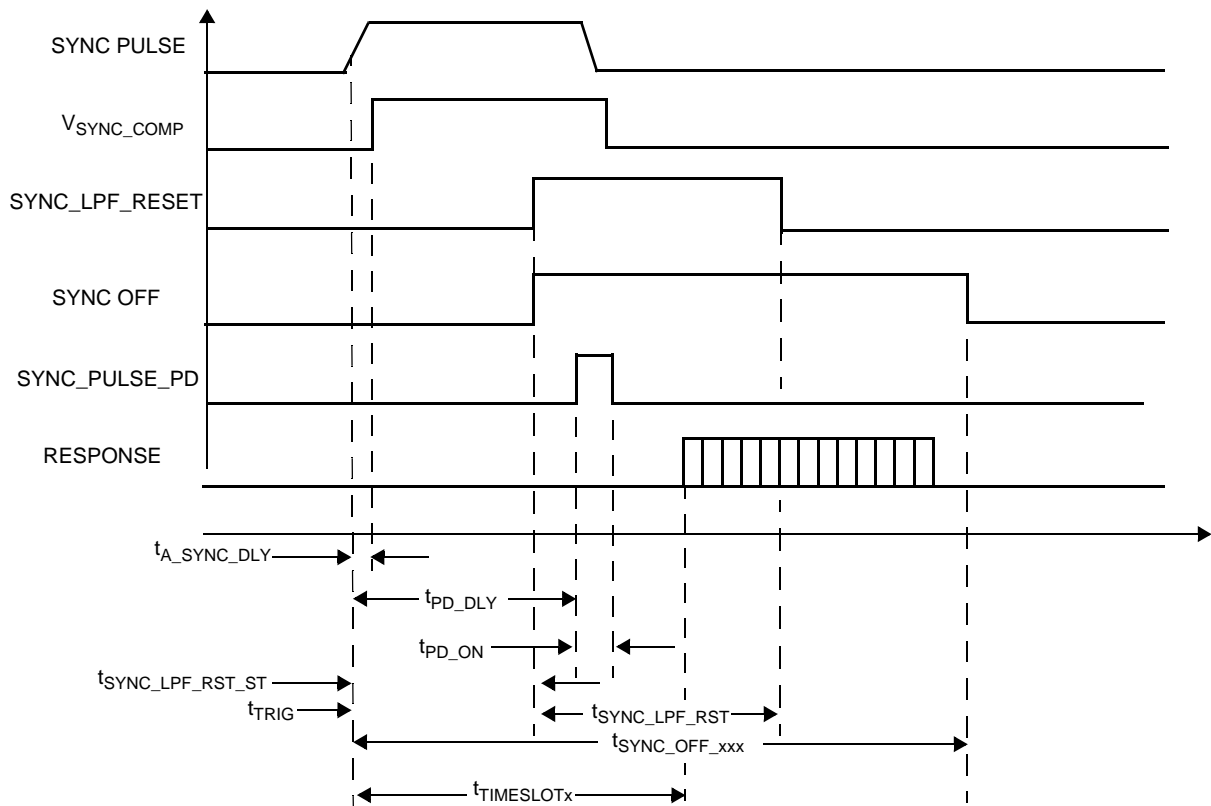 SYNC PULSE
VSYNC_COMP
SYNC_LPF_RESET
SYNC OFF
SYNC_PULSE_PD
RESPONSE
tA_SYNC_DLY
tPD_DLY
tPD_ON
tSYNC_LPF_RST_ST
tTRIG
tSYNC_LPF_RST
tSYNC_OFF_xxx
tTIMESLOTx